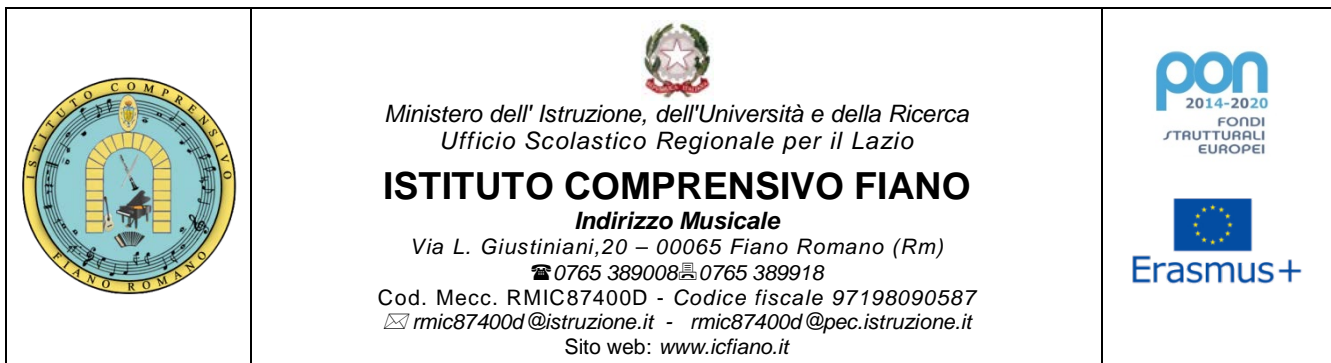 ISTITUTO COMPRENSIVO
FIANO ROMANO
Ministero dell' Istruzione, dell'Università e della Ricerca
Ufficio Scolastico Regionale per il Lazio
ISTITUTO COMPRENSIVO FIANO
Indirizzo Musicale
Via L. Giustiniani,20 – 00065 Fiano Romano (Rm)
☎0765 389008 0765 389918
Cod. Mecc. RMIC87400D - Codice fiscale 97198090587
✉ rmic87400d@istruzione.it - rmic87400d@pec.istruzione.it
Sito web: www.icfiano.it
pon
2014-2020
FONDI
STRUTTURALI
EUROPEI
Erasmus+